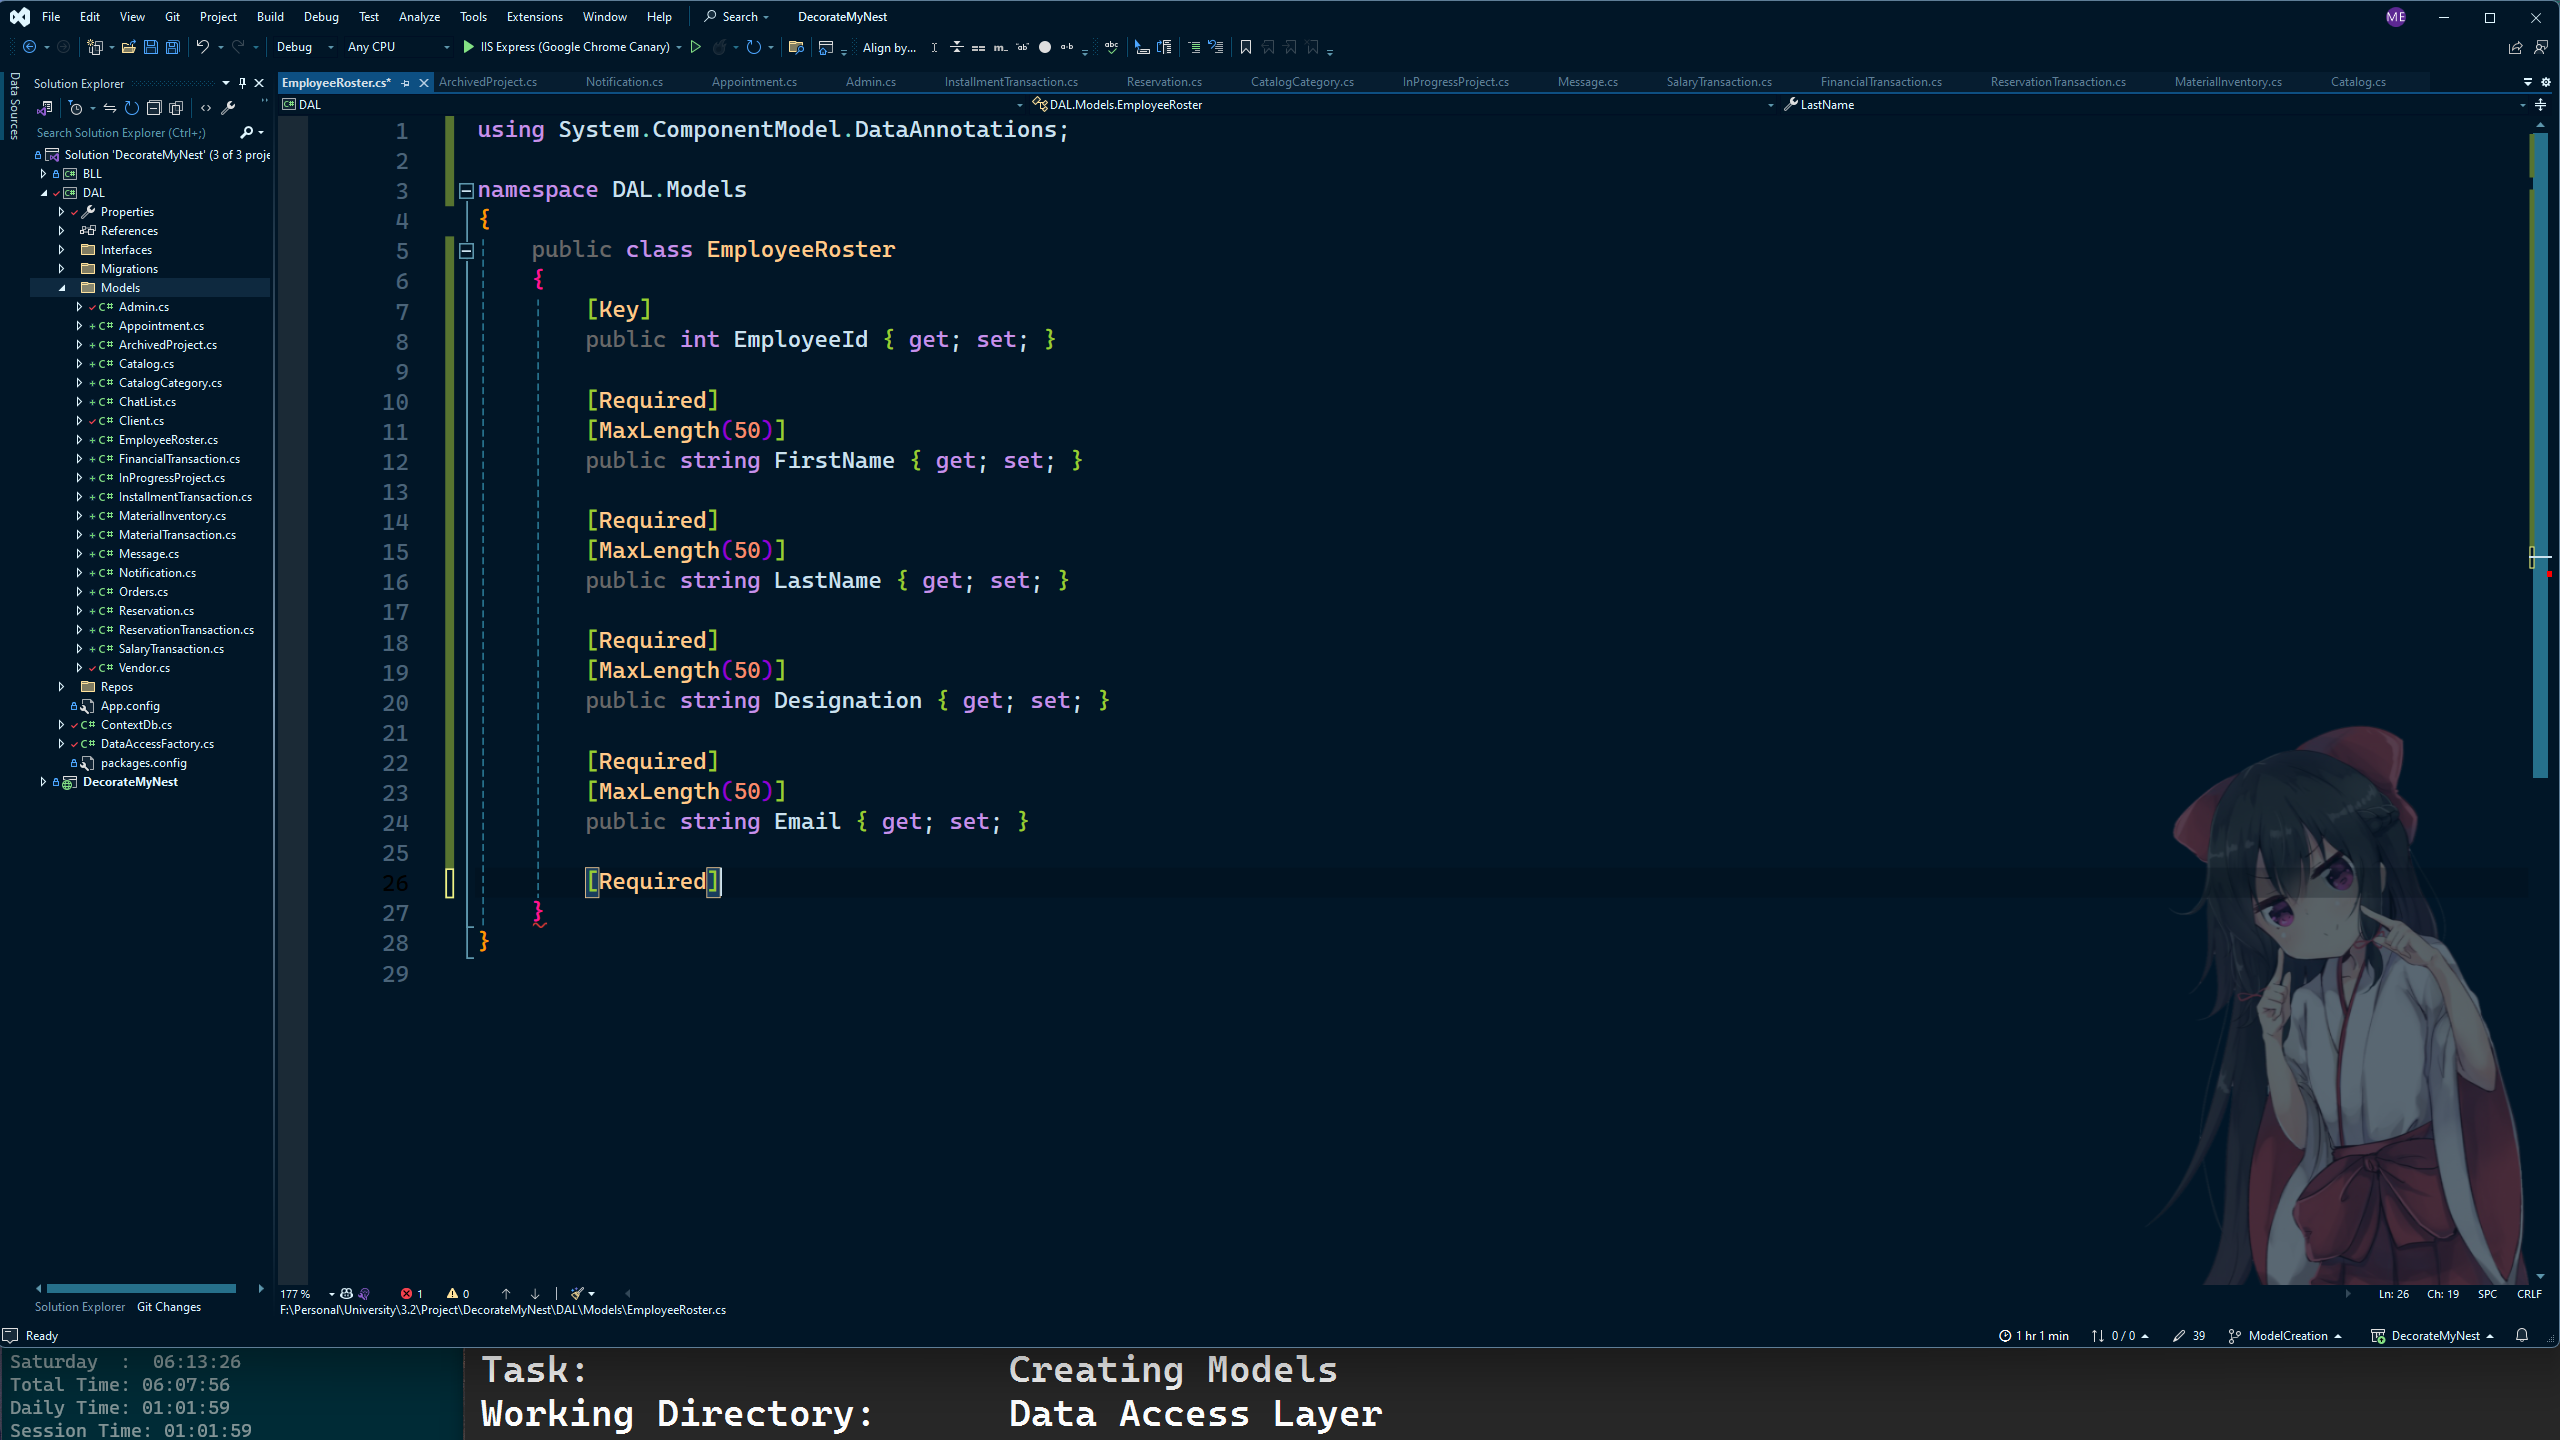 File Edit View Git Project Build Debug Test Analyze Tools Extensions Window Help Search DecorateMyNest ME
Debug Any CPU IIS Express (Google Chrome Canary) Align by...
Data Sources
Solution Explorer
Search Solution Explorer (Ctrl+;)
Solution 'DecorateMyNest' (3 of 3 proje
BLL
DAL
Properties
References
Interfaces
Migrations
Models
C# Admin.cs
C# Appointment.cs
C# ArchivedProject.cs
C# Catalog.cs
C# CatalogCategory.cs
C# ChatList.cs
C# Client.cs
C# EmployeeRoster.cs
C# FinancialTransaction.cs
C# InProgressProject.cs
C# InstallmentTransaction.cs
C# MaterialInventory.cs
C# MaterialTransaction.cs
C# Message.cs
C# Notification.cs
C# Orders.cs
C# Reservation.cs
C# ReservationTransaction.cs
C# SalaryTransaction.cs
C# Vendor.cs
Repos
App.config
C# ContextDb.cs
C# DataAccessFactory.cs
packages.config
DecorateMyNest
Solution Explorer Git Changes
EmployeeRoster.cs* ArchivedProject.cs Notification.cs Appointment.cs Admin.cs InstallmentTransaction.cs Reservation.cs CatalogCategory.cs InProgressProject.cs Message.cs SalaryTransaction.cs FinancialTransaction.cs ReservationTransaction.cs MaterialInventory.cs Catalog.cs
C# DAL DAL.Models.EmployeeRoster LastName
1 using System.ComponentModel.DataAnnotations;
2
3 namespace DAL.Models
4 {
5 public class EmployeeRoster
6 {
7 [Key]
8 public int EmployeeId { get; set; }
9
10 [Required]
11 [MaxLength(50)]
12 public string FirstName { get; set; }
13
14 [Required]
15 [MaxLength(50)]
16 public string LastName { get; set; }
17
18 [Required]
19 [MaxLength(50)]
20 public string Designation { get; set; }
21
22 [Required]
23 [MaxLength(50)]
24 public string Email { get; set; }
25
26 [Required]
27 }
28 }
29
177 % 1 0 Ln: 26 Ch: 19 SPC CRLF
F:\Personal\University\3.2\Project\DecorateMyNest\DAL\Models\EmployeeRoster.cs
Ready 1 hr 1 min 0 / 0 39 ModelCreation DecorateMyNest
Saturday : 06:13:26
Total Time: 06:07:56
Daily Time: 01:01:59
Session Time: 01:01:59
Task: Creating Models
Working Directory: Data Access Layer